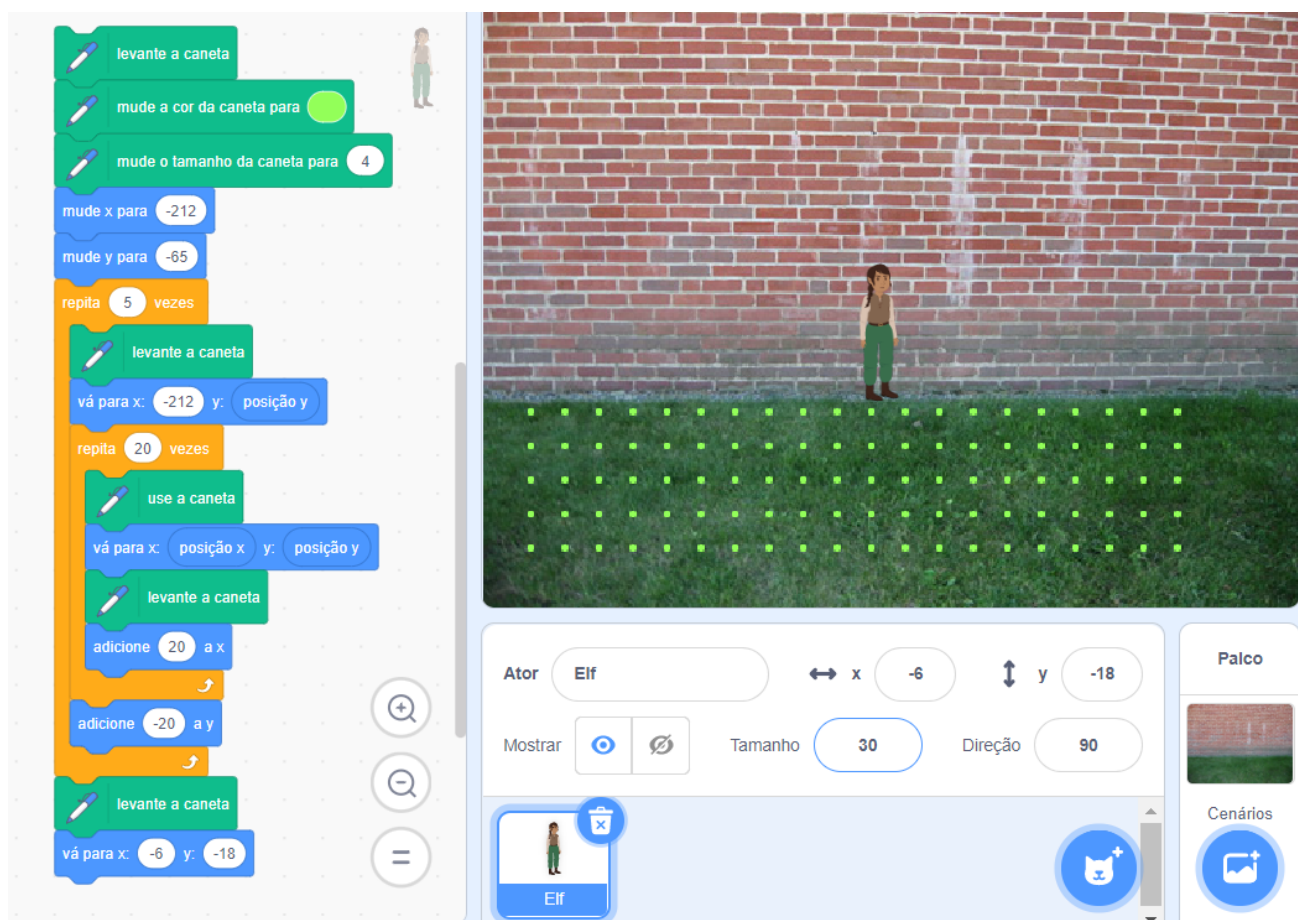 levante a caneta
mude a cor da caneta para
mude o tamanho da caneta para 4
mude x para -212
mude y para -65
repita 5 vezes
levante a caneta
vá para x: -212 y: posição y
repita 20 vezes
use a caneta
vá para x: posição x y: posição y
levante a caneta
adicione 20 a x
adicione -20 a y
levante a caneta
vá para x: -6 y: -18
Ator Elf x -6 y -18
Mostrar Tamanho 30 Direção 90
Elf
Palco
Cenários